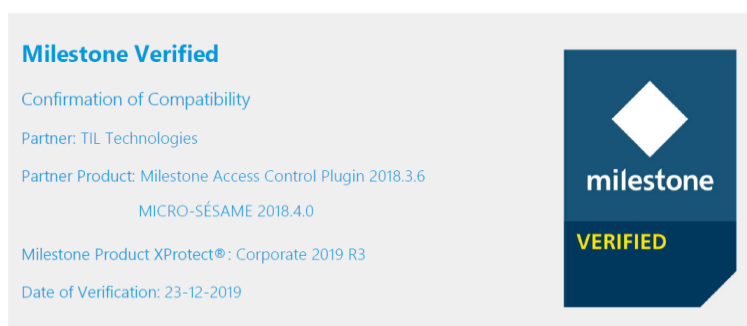 Milestone Verified
Confirmation of Compatibility
Partner: TIL Technologies
Partner Product: Milestone Access Control Plugin 2018.3.6
MICRO-SÉSAME 2018.4.0
Milestone Product XProtect®: Corporate 2019 R3
Date of Verification: 23-12-2019
milestone
VERIFIED